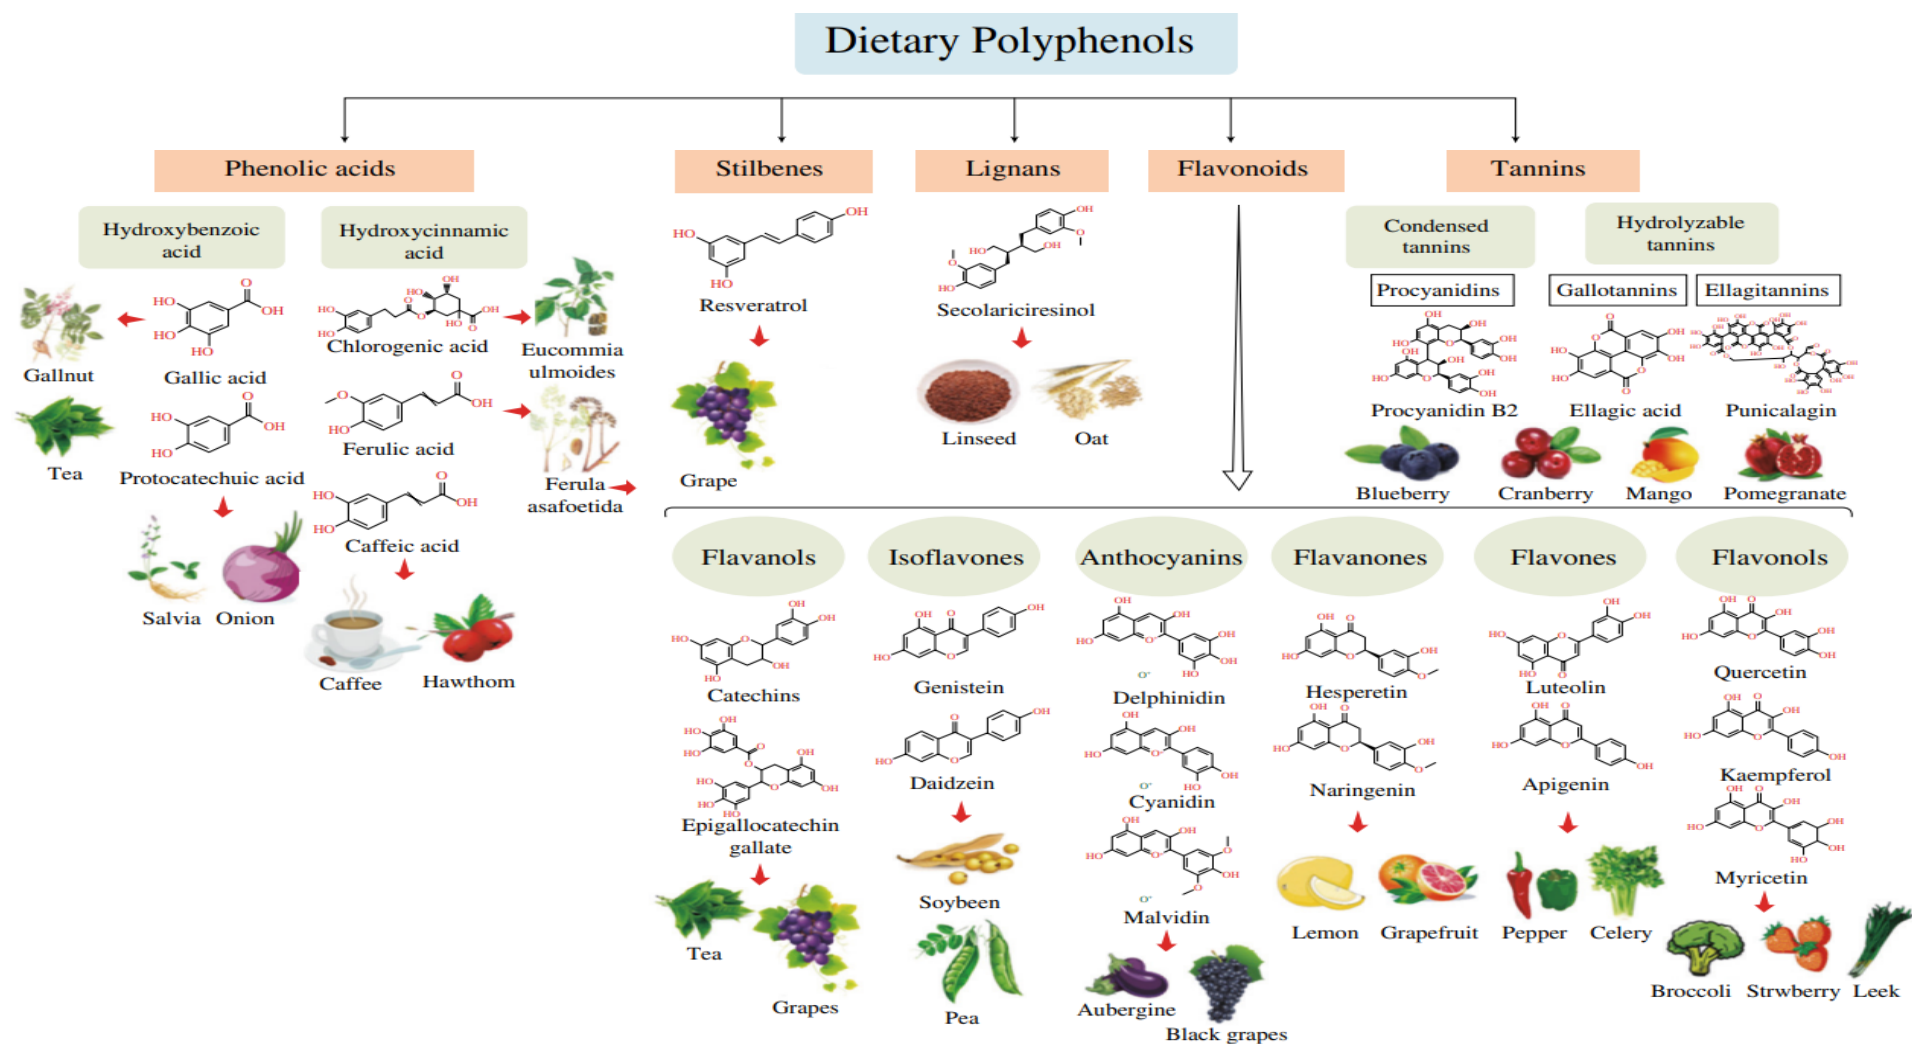 Dietary Polyphenols
Phenolic acids
Stilbenes
Lignans
Flavonoids
Tannins
Hydroxybenzoic
acid
Hydroxycinnamic
acid
Gallnut
Gallic acid
Chlorogenic acid
Eucommia
ulmoides
Tea
Protocatechuic acid
Ferulic acid
Ferula
asafoetida
Salvia
Onion
Caffeic acid
Caffee
Hawthom
Resveratrol
Grape
Secolariciresinol
Linseed
Oat
Condensed
tannins
Hydrolyzable
tannins
Procyanidins
Gallotannins
Ellagitannins
Procyanidin B2
Ellagic acid
Punicalagin
Blueberry
Cranberry
Mango
Pomegranate
Flavanols
Isoflavones
Anthocyanins
Flavanones
Flavones
Flavonols
Catechins
Epigallocatechin
gallate
Tea
Grapes
Genistein
Daidzein
Soybeen
Pea
Delphinidin
Cyanidin
Malvidin
Aubergine
Black grapes
Hesperetin
Naringenin
Lemon
Grapefruit
Luteolin
Apigenin
Pepper
Celery
Quercetin
Kaempferol
Myricetin
Broccoli
Strwberry
Leek